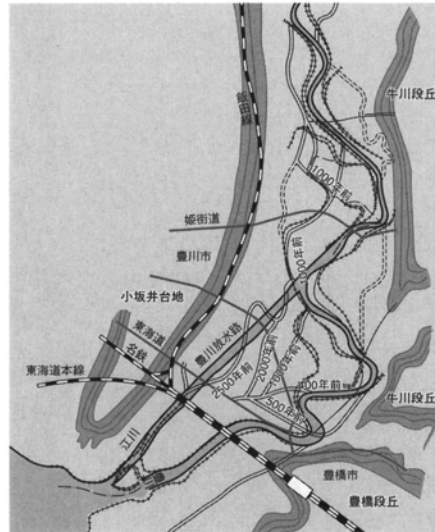 飯田線
牛川段丘
1000年前
姫街道
豊川市
小坂井台地
東海道
名鉄
豊川放水路
2500年前
2000年前
1000年前
400年前
500年前
東海道本線
牛川段丘
江川
豊橋市
豊橋段丘